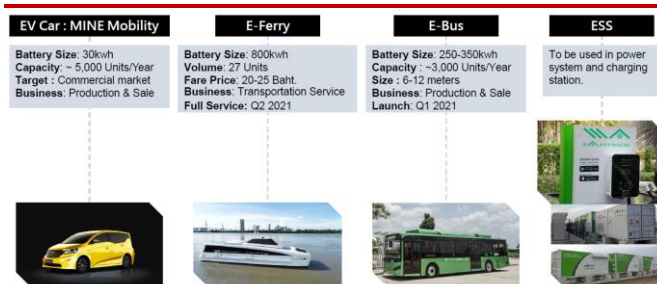 EV Car : MINE Mobility
Battery Size: 30kwh
Capacity: ~ 5,000 Units/Year
Target : Commercial market
Business: Production & Sale
E-Ferry
Battery Size: 800kwh
Volume: 27 Units
Fare Price: 20-25 Baht.
Business: Transportation Service
Full Service: Q2 2021
E-Bus
Battery Size: 250-350kwh
Capacity : ~3,000 Units/Year
Size : 6-12 meters
Business: Production & Sale
Launch: Q1 2021
ESS
To be used in power
system and charging
station.